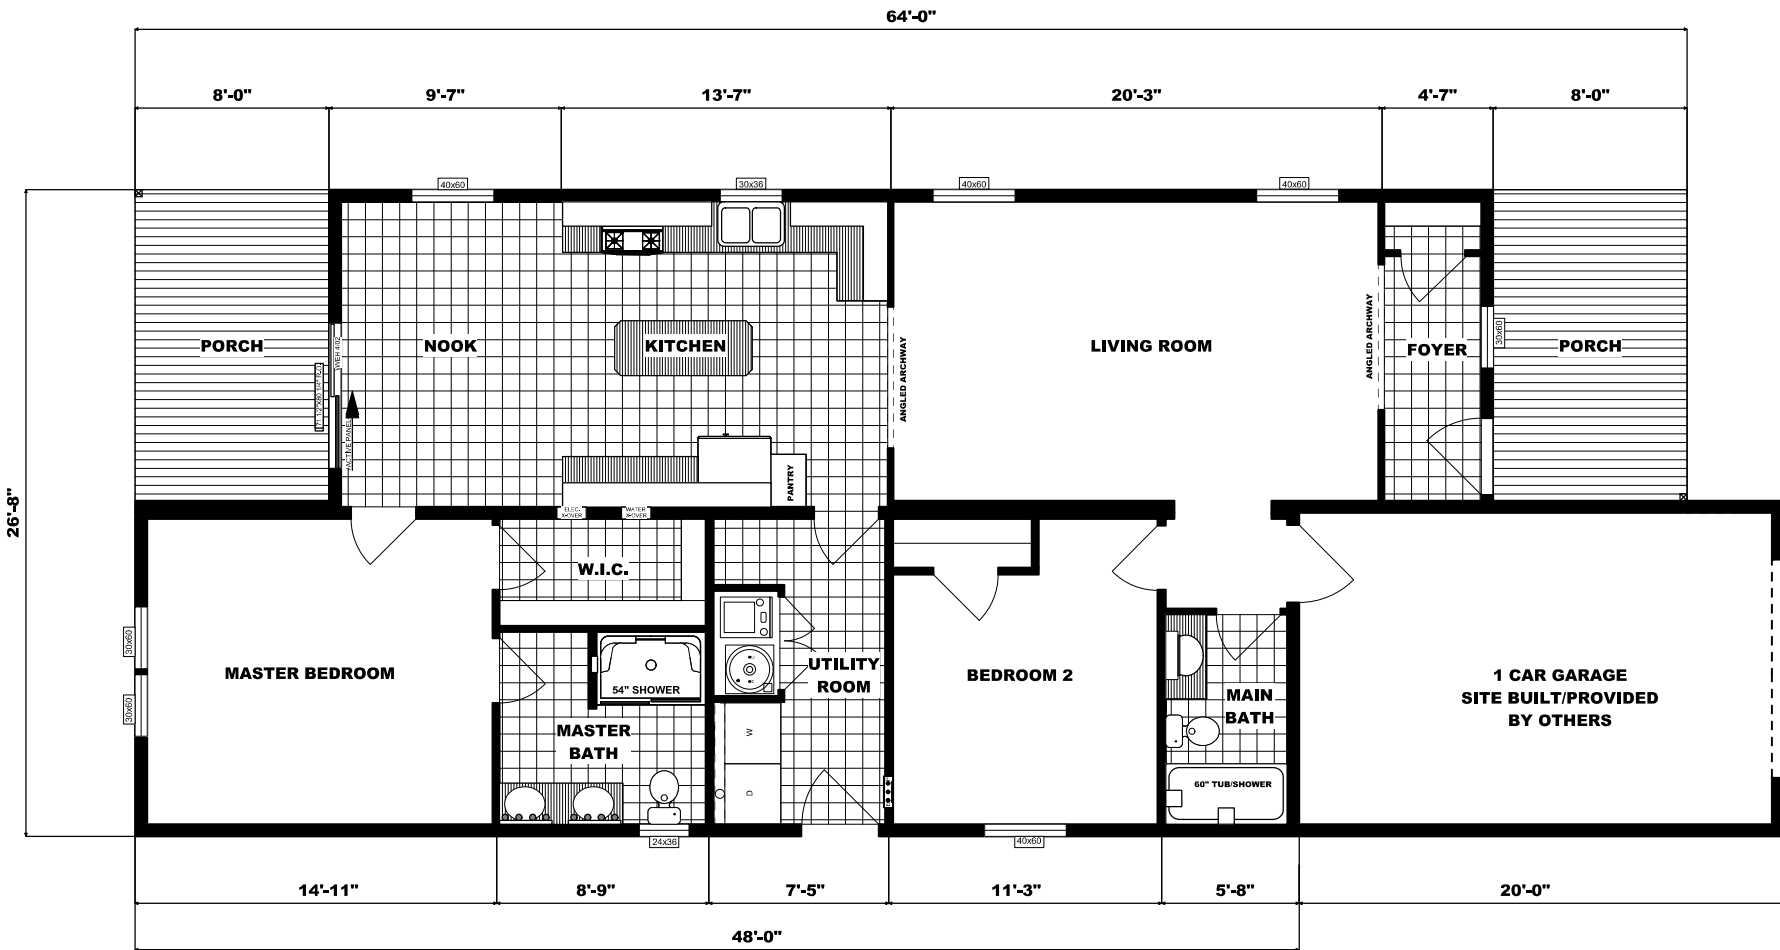 64'-0"
8'-0" 9'-7" 13'-7" 20'-3" 4'-7" 8'-0"
40x60 30x36 40x60 40x60
26'-8"
PORCH NOOK KITCHEN LIVING ROOM FOYER PORCH
ANGLED ARCHWAY
ANGLED ARCHWAY
30x60
ACTIVE PANEL
PANTRY
ELEC. X-OVER
WATER X-OVER
W.I.C.
30x60
30x60
MASTER BEDROOM
54" SHOWER
MASTER
BATH
UTILITY
ROOM
W
D
BEDROOM 2
MAIN
BATH
60" TUB/SHOWER
1 CAR GARAGE
SITE BUILT/PROVIDED
BY OTHERS
24x36 40x60
14'-11" 8'-9" 7'-5" 11'-3" 5'-8" 20'-0"
48'-0"